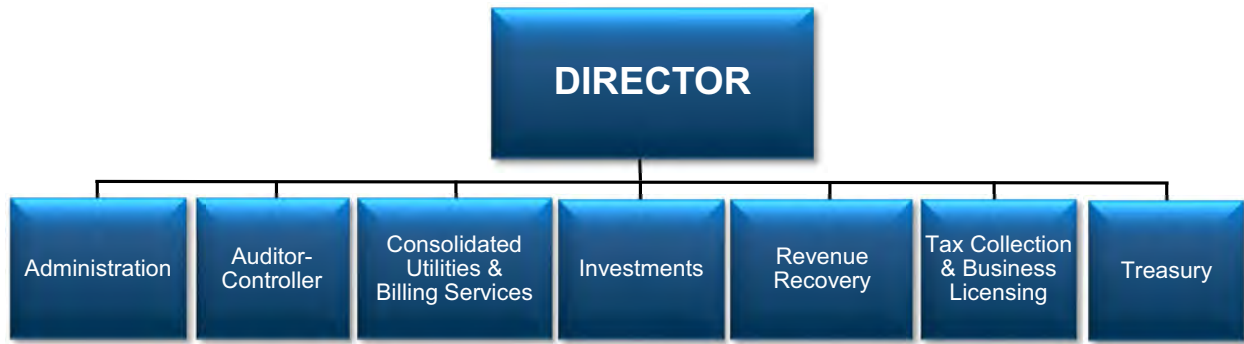 DIRECTOR
Administration
Auditor-
Controller
Consolidated
Utilities &
Billing Services
Investments
Revenue
Recovery
Tax Collection
& Business
Licensing
Treasury